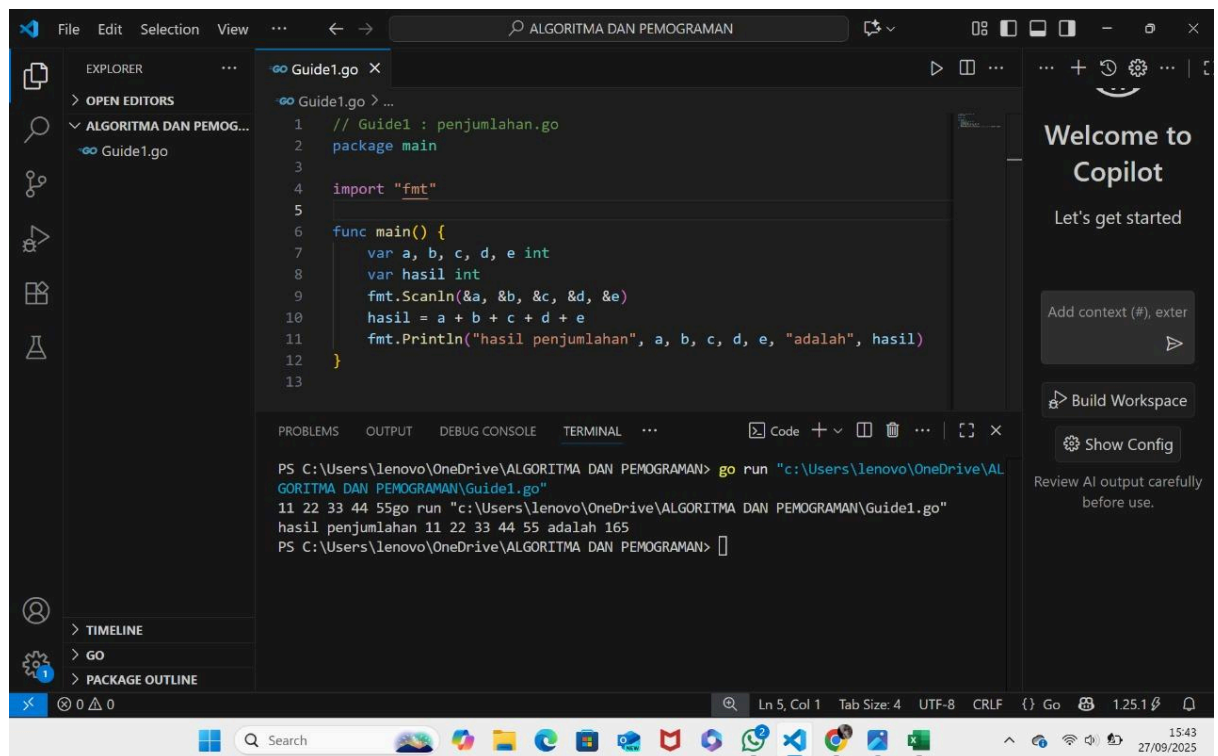 File Edit Selection View ... ALGORITMA DAN PEMOGRAMAN
EXPLORER ...
OPEN EDITORS
ALGORITMA DAN PEMOG...
Guide1.go
Guide1.go
Guide1.go > ...
1 // Guide1 : penjumlahan.go
2 package main
3
4 import "fmt"
5
6 func main() {
7 var a, b, c, d, e int
8 var hasil int
9 fmt.Scanln(&a, &b, &c, &d, &e)
10 hasil = a + b + c + d + e
11 fmt.Println("hasil penjumlahan", a, b, c, d, e, "adalah", hasil)
12 }
13
PROBLEMS OUTPUT DEBUG CONSOLE TERMINAL ... Code
PS C:\Users\lenovo\OneDrive\ALGORITMA DAN PEMOGRAMAN> go run "c:\Users\lenovo\OneDrive\AL
GORITMA DAN PEMOGRAMAN\Guide1.go"
11 22 33 44 55go run "c:\Users\lenovo\OneDrive\ALGORITMA DAN PEMOGRAMAN\Guide1.go"
hasil penjumlahan 11 22 33 44 55 adalah 165
PS C:\Users\lenovo\OneDrive\ALGORITMA DAN PEMOGRAMAN>
Welcome to
Copilot
Let's get started
Add context (#), exter
Build Workspace
Show Config
Review AI output carefully
before use.
TIMELINE
GO
PACKAGE OUTLINE
1
0 0 Ln 5, Col 1 Tab Size: 4 UTF-8 CRLF {} Go 1.25.1
Search
15:43
27/09/2025